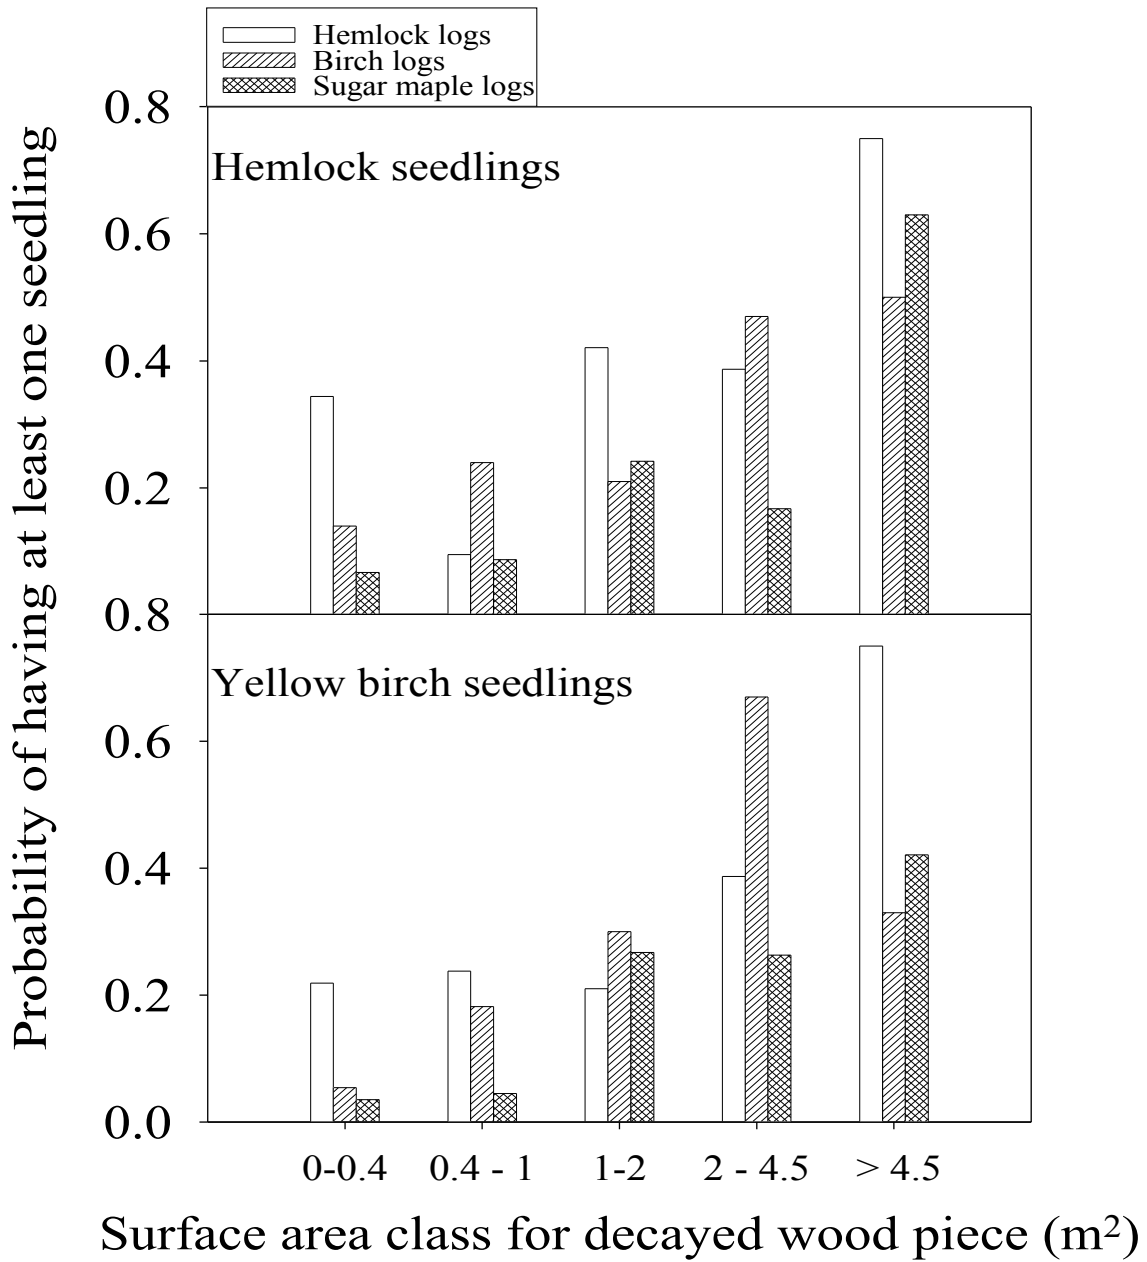 Hemlock logs
Birch logs
Sugar maple logs
0.8
Hemlock seedlings
0.6
0.4
0.2
0.8
Yellow birch seedlings
0.6
0.4
0.2
0.0
0-0.4 0.4 - 1 1-2 2 - 4.5 > 4.5
Surface area class for decayed wood piece (m²)
Probability of having at least one seedling